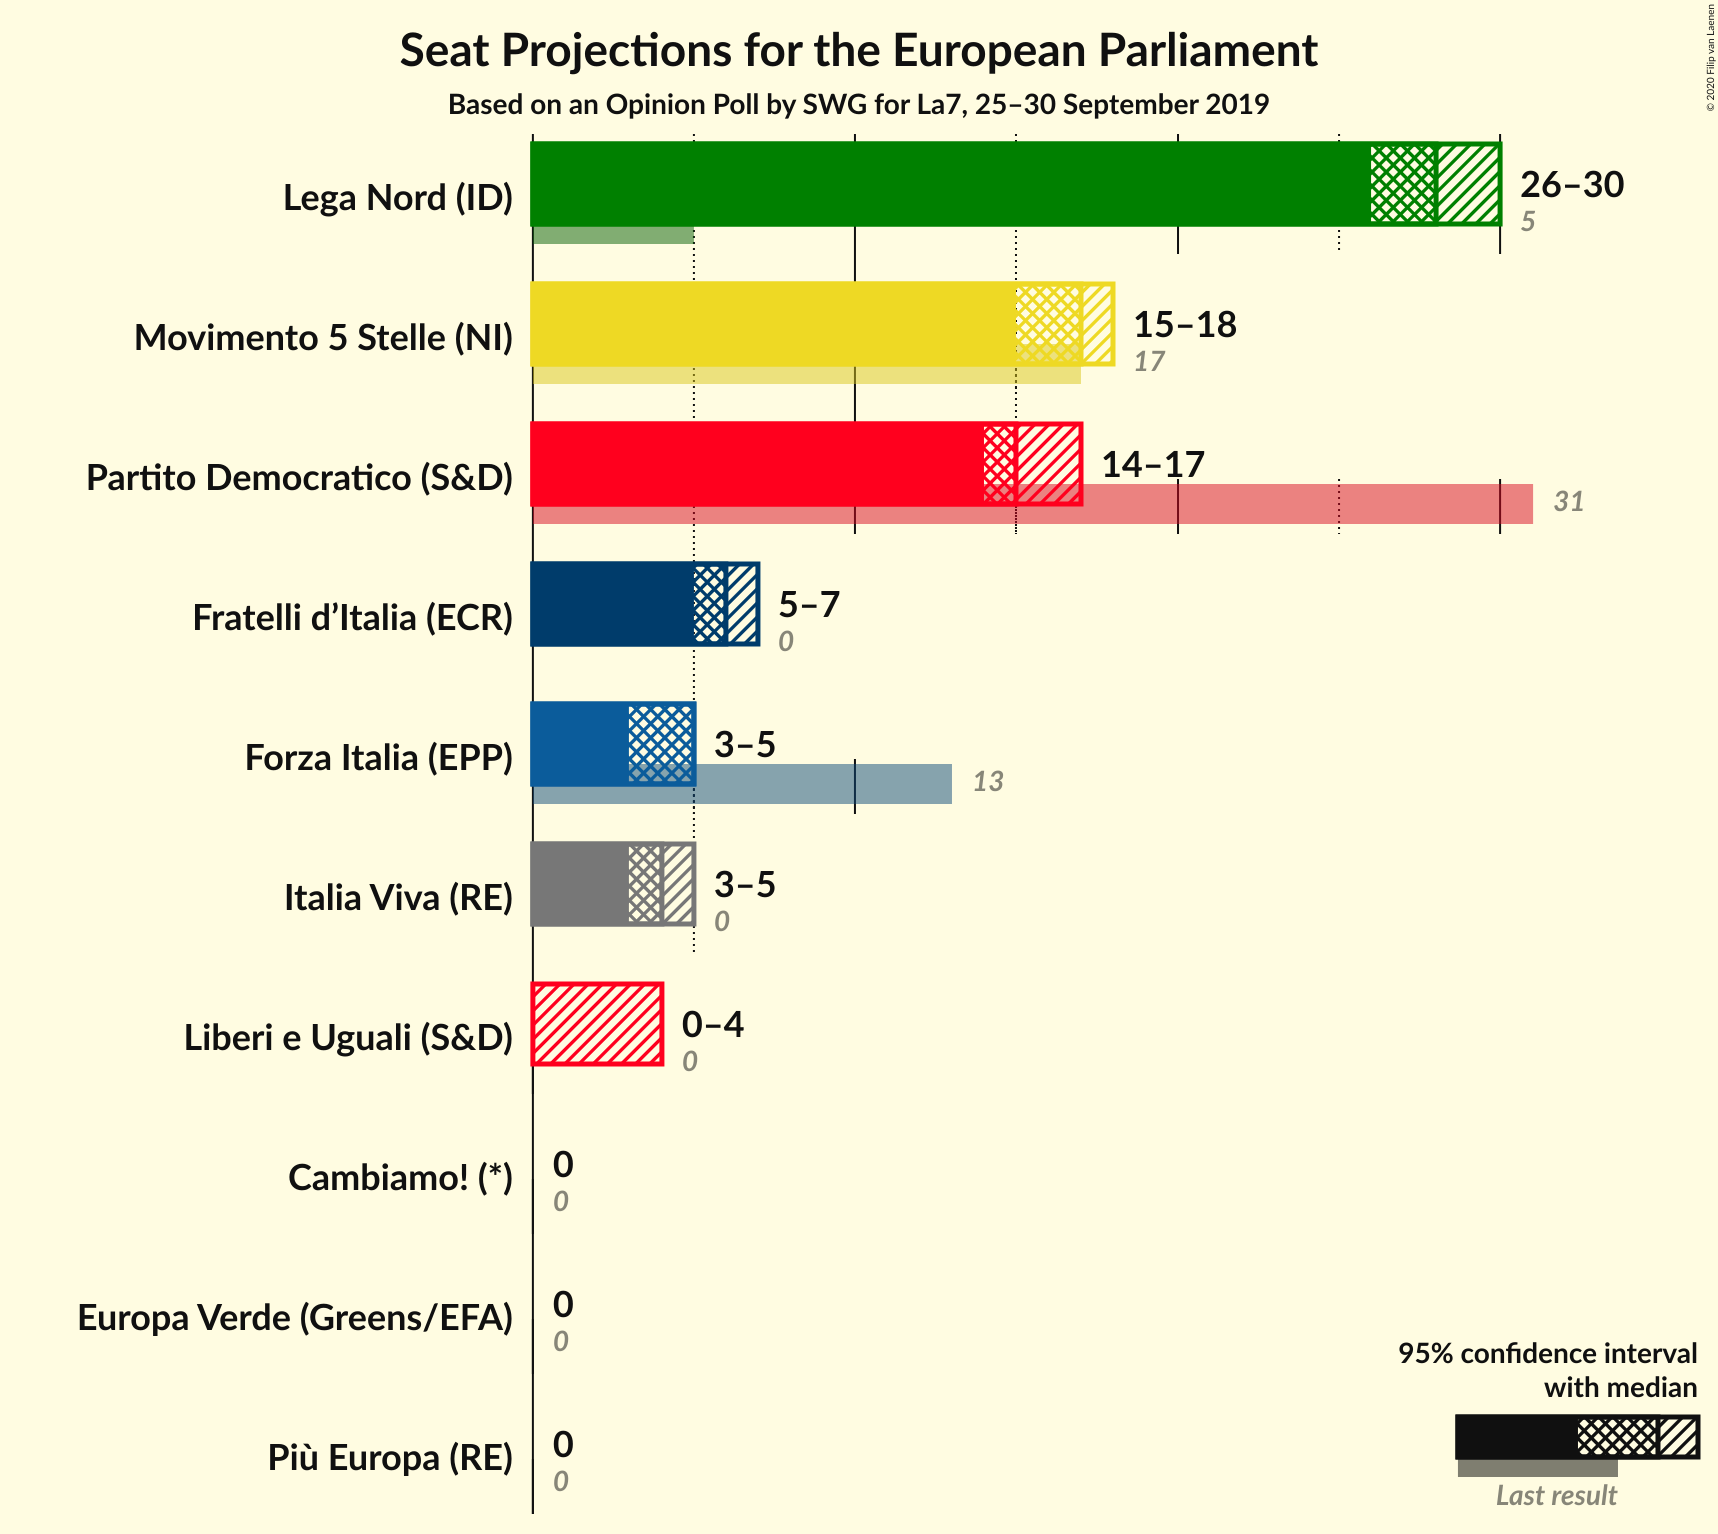 Seat Projections for the European Parliament
Based on an Opinion Poll by SWG for La7, 25–30 September 2019
© 2020 Filip van Laenen
Lega Nord (ID)
26–30
5
Movimento 5 Stelle (NI)
15–18
17
Partito Democratico (S&D)
14–17
31
Fratelli d’Italia (ECR)
5–7
0
Forza Italia (EPP)
3–5
13
Italia Viva (RE)
3–5
0
Liberi e Uguali (S&D)
0–4
0
Cambiamo! (*)
0
0
Europa Verde (Greens/EFA)
0
0
Più Europa (RE)
0
0
95% confidence interval
with median
Last result